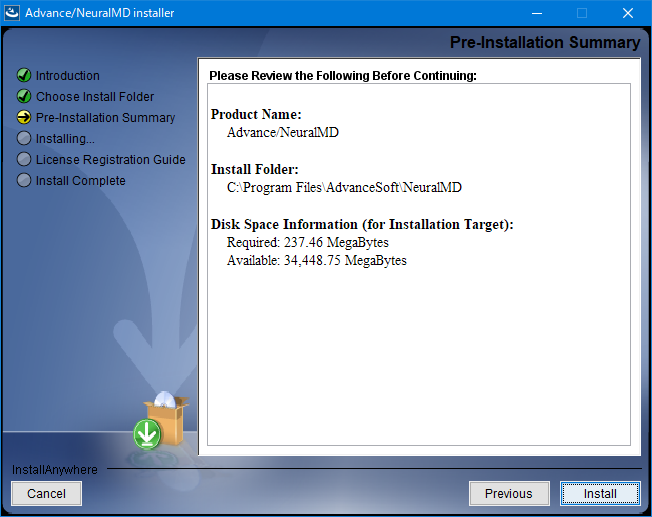 Advance/NeuralMD installer
Pre-Installation Summary
Introduction
Choose Install Folder
Pre-Installation Summary
Installing...
License Registration Guide
Install Complete
Please Review the Following Before Continuing:
Product Name:
Advance/NeuralMD
Install Folder:
C:\Program Files\AdvanceSoft\NeuralMD
Disk Space Information (for Installation Target):
Required: 237.46 MegaBytes
Available: 34,448.75 MegaBytes
InstallAnywhere
Cancel
Previous
Install